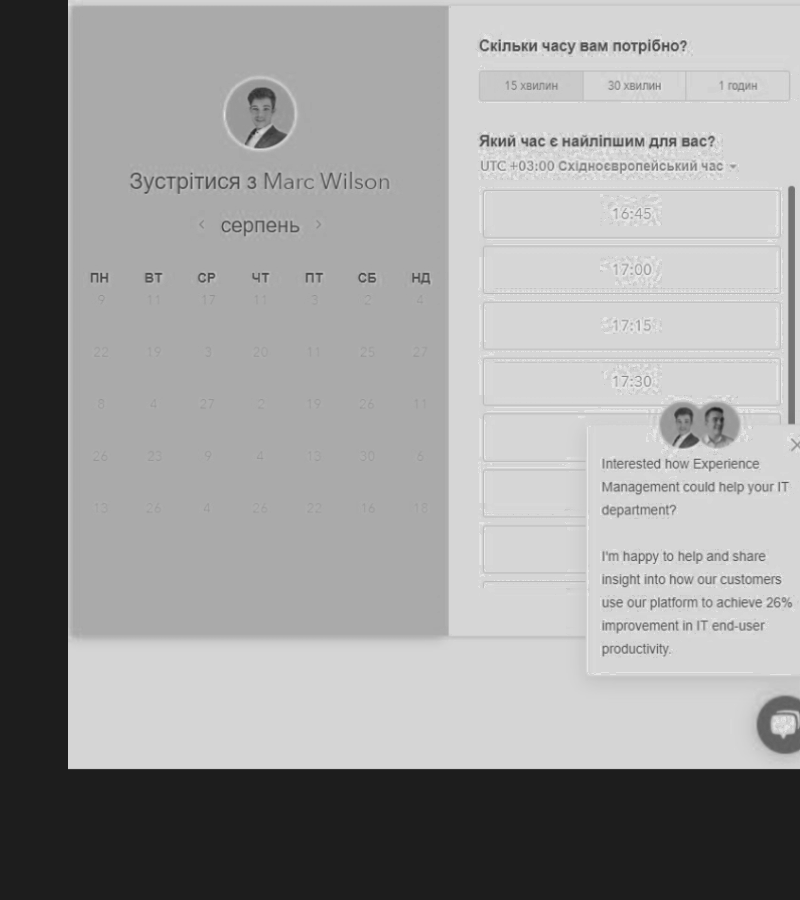 Зустрітися з Marc Wilson
серпень
ПН ВТ СР ЧТ ПТ СБ НД
9 11 17 11 3 2 4
22 19 3 20 11 25 27
8 4 27 2 19 26 11
26 23 9 4 13 30 6
13 26 4 26 22 16 18
Скільки часу вам потрібно?
15 хвилин 30 хвилин 1 годин
Який час є найліпшим для вас?
UTC +03:00 Східноєвропейський час
16:45
17:00
17:15
17:30
Interested how Experience
Management could help your IT
department?
I'm happy to help and share
insight into how our customers
use our platform to achieve 26%
improvement in IT end-user
productivity.